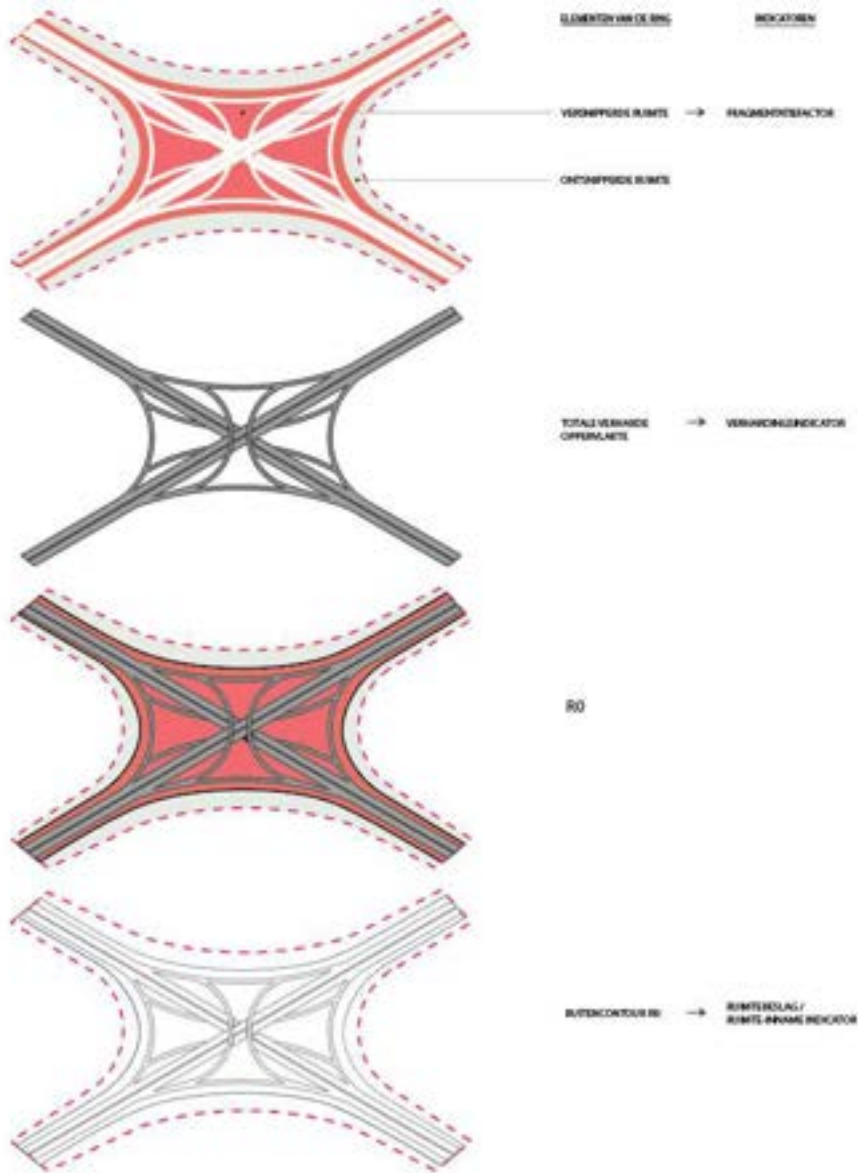 ELEMENTEN VAN DE RING
INDICATOREN
VERSNIPPERDE RUIMTE → FRAGMENTATIEFACTOR
ONTSNIPPERDE RUIMTE
TOTALE VERHARDE
OPPERVLAKTE → VERHARDINGSINDICATOR
R0
BUITENCONTOUR R0 → RUIMTEBESLAG /
RUIMTE-INNAME INDICATOR